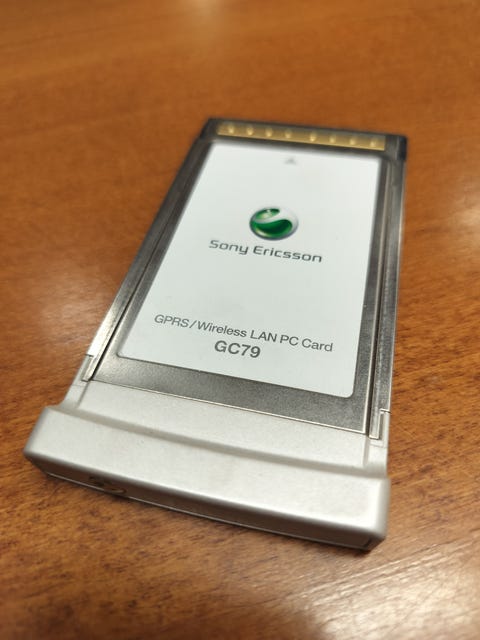 Sony Ericsson
GPRS/Wireless LAN PC Card
GC79